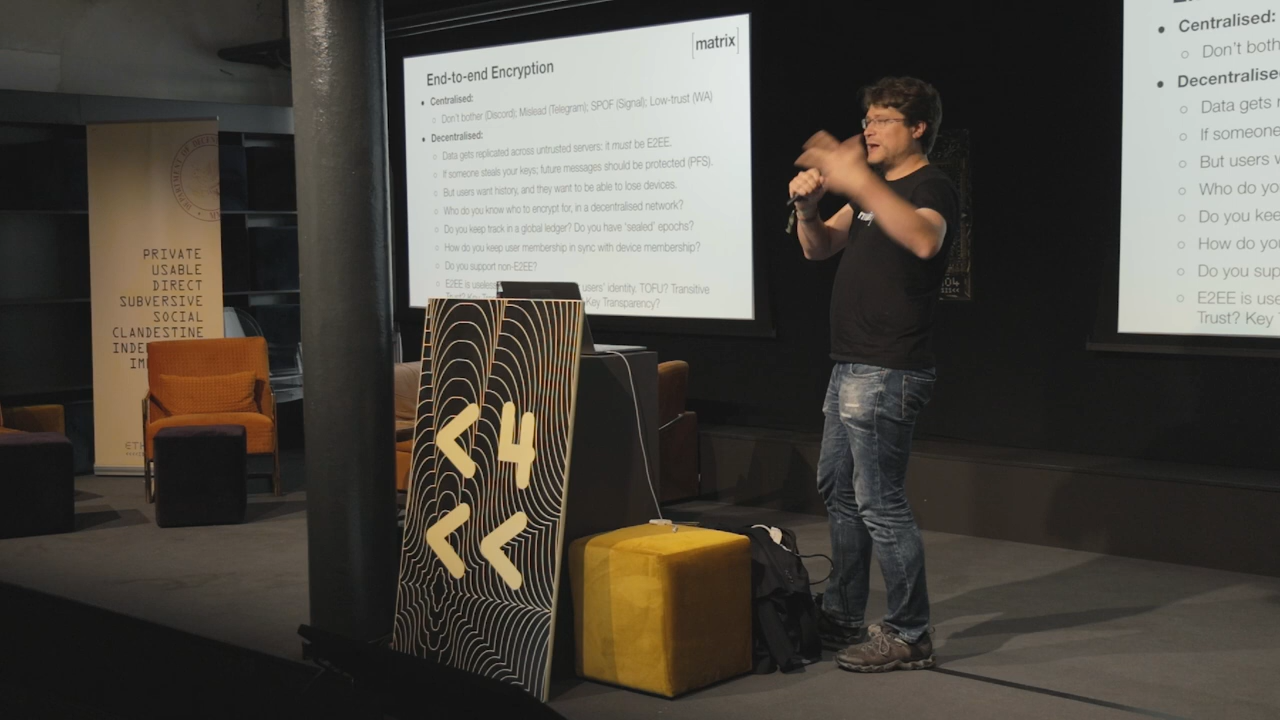 [matrix]
End-to-end Encryption
• Centralised:
○ Don't bother (Discord); Mislead (Telegram); SPOF (Signal); Low-trust (WA)
• Decentralised:
○ Data gets replicated across untrusted servers: it must be E2EE.
○ If someone steals your keys; future messages should be protected (PFS).
○ But users want history, and they want to be able to lose devices.
○ Who do you know who to encrypt for, in a decentralised network?
○ Do you keep track in a global ledger? Do you have 'sealed' epochs?
○ How do you keep user membership in sync with device membership?
○ Do you support non-E2EE?
○ E2EE is useless users' identity. TOFU? Transitive
Trust? Key Transparency?
• Centralised:
○ Don't both
• Decentralise
○ Data gets r
○ If someone
○ But users w
○ Who do yo
○ Do you kee
○ How do yo
○ Do you sup
○ E2EE is use
Trust? Key
PRIVATE
USABLE
DIRECT
SUBVERSIVE
SOCIAL
CLANDESTINE
INDE
IM
ETH
<4
<<